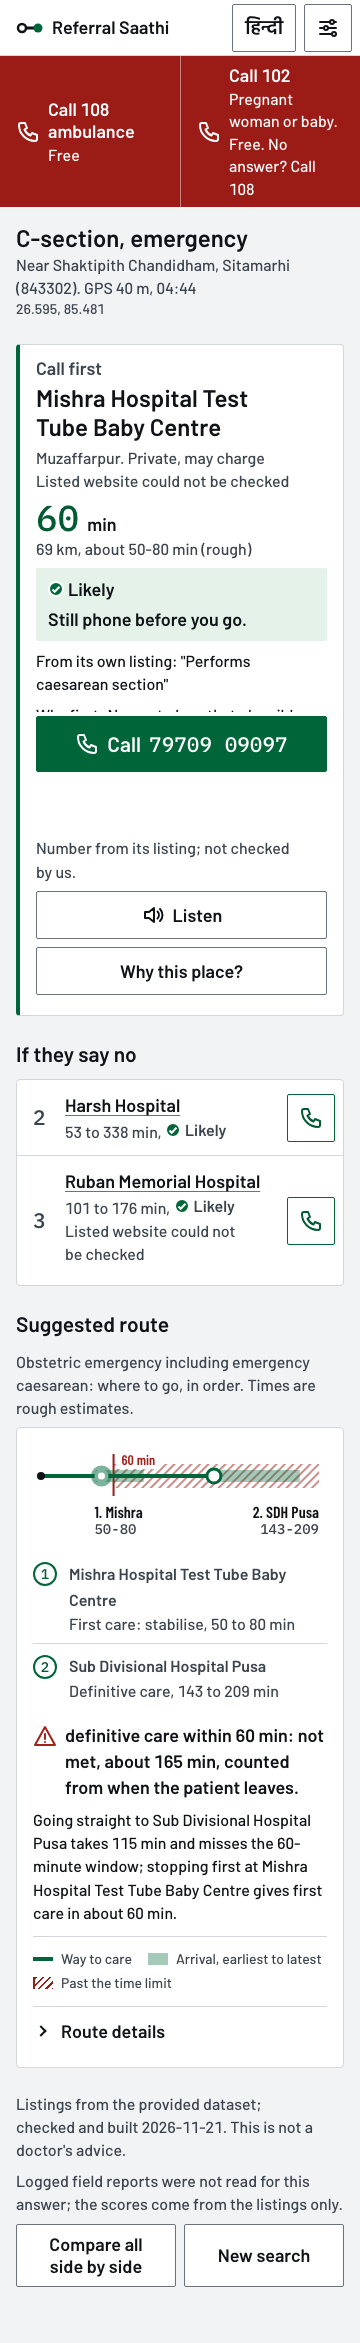 Referral Saathi
हिन्दी
Call 108
ambulance
Free
Call 102
Pregnant
woman or baby.
Free. No
answer? Call
108
C-section, emergency
Near Shaktipith Chandidham, Sitamarhi
(843302). GPS 40 m, 04:44
26.595, 85.481
Call first
Mishra Hospital Test
Tube Baby Centre
Muzaffarpur. Private, may charge
Listed website could not be checked
60 min
69 km, about 50-80 min (rough)
Likely
Still phone before you go.
From its own listing: "Performs
caesarean section"
Call 79709 09097
Number from its listing; not checked
by us.
Listen
Why this place?
If they say no
2
Harsh Hospital
53 to 338 min, Likely
3
Ruban Memorial Hospital
101 to 176 min, Likely
Listed website could not
be checked
Suggested route
Obstetric emergency including emergency
caesarean: where to go, in order. Times are
rough estimates.
60 min
1. Mishra
50-80
2. SDH Pusa
143-209
1
Mishra Hospital Test Tube Baby
Centre
First care: stabilise, 50 to 80 min
2
Sub Divisional Hospital Pusa
Definitive care, 143 to 209 min
definitive care within 60 min: not
met, about 165 min, counted
from when the patient leaves.
Going straight to Sub Divisional Hospital
Pusa takes 115 min and misses the 60-
minute window; stopping first at Mishra
Hospital Test Tube Baby Centre gives first
care in about 60 min.
Way to care
Arrival, earliest to latest
Past the time limit
Route details
Listings from the provided dataset;
checked and built 2026-11-21. This is not a
doctor's advice.
Logged field reports were not read for this
answer; the scores come from the listings only.
Compare all
side by side
New search